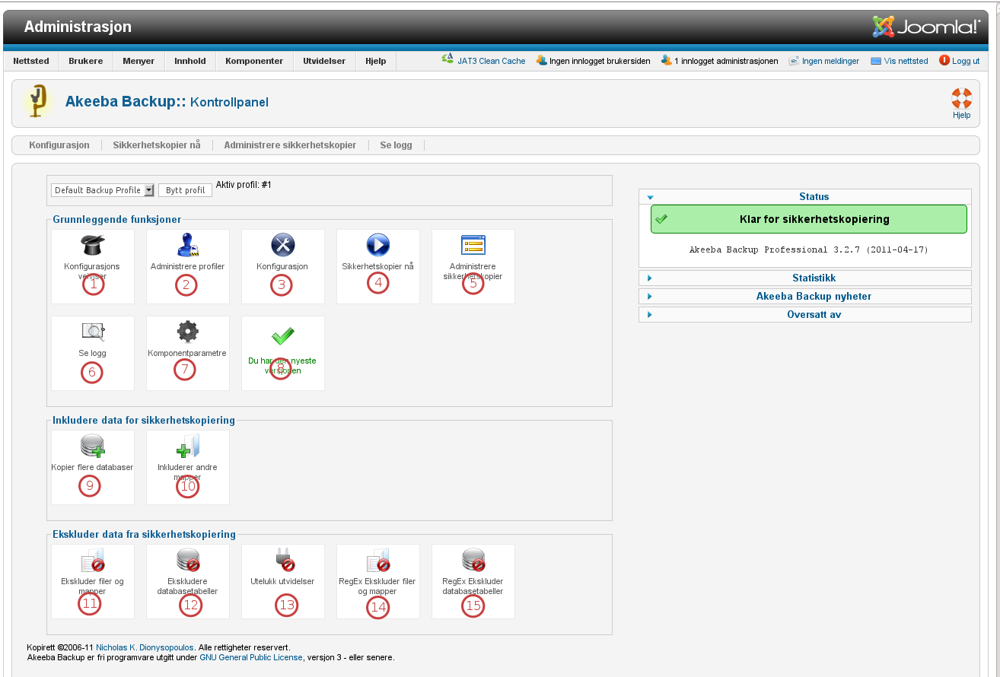 Administrasjon
Joomla!
Nettsted Brukere Menyer Innhold Komponenter Utvidelser Hjelp JAT3 Clean Cache Ingen innlogget brukersiden 1 innlogget administrasjonen Ingen meldinger Vis nettsted Logg ut
Akeeba Backup:: Kontrollpanel
Hjelp
Konfigurasjon Sikkerhetskopier nå Administrere sikkerhetskopier Se logg
Default Backup Profile Bytt profil Aktiv profil: #1
Grunnleggende funksjoner
Konfigurasjons
veiviser
1
Administrere profiler
2
Konfigurasjon
3
Sikkerhetskopier nå
4
Administrere
sikkerhetskopier
5
Se logg
6
Komponentparametre
7
Du har den nyeste
versjonen
8
Inkludere data for sikkerhetskopiering
Kopier flere databaser
9
Inkluderer andre
mapper
10
Ekskluder data fra sikkerhetskopiering
Ekskluder filer og
mapper
11
Ekskludere
databasetabeller
12
Utelukk utvidelser
13
RegEx Ekskluder filer
og mapper
14
RegEx Ekskluder
databasetabeller
15
Status
Klar for sikkerhetskopiering
Akeeba Backup Professional 3.2.7 (2011-04-17)
Statistikk
Akeeba Backup nyheter
Oversatt av
Kopirett ©2006-11 Nicholas K. Dionysopoulos. Alle rettigheter reservert.
Akeeba Backup er fri programvare utgitt under GNU General Public License, versjon 3 - eller senere.